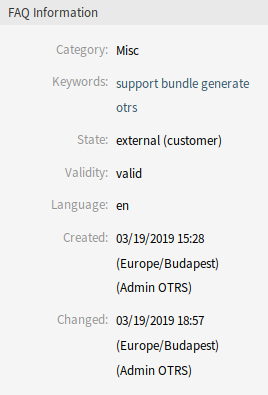 FAQ Information
Category: Misc
Keywords: support bundle generate
otrs
State: external (customer)
Validity: valid
Language: en
Created: 03/19/2019 15:28
(Europe/Budapest)
(Admin OTRS)
Changed: 03/19/2019 18:57
(Europe/Budapest)
(Admin OTRS)